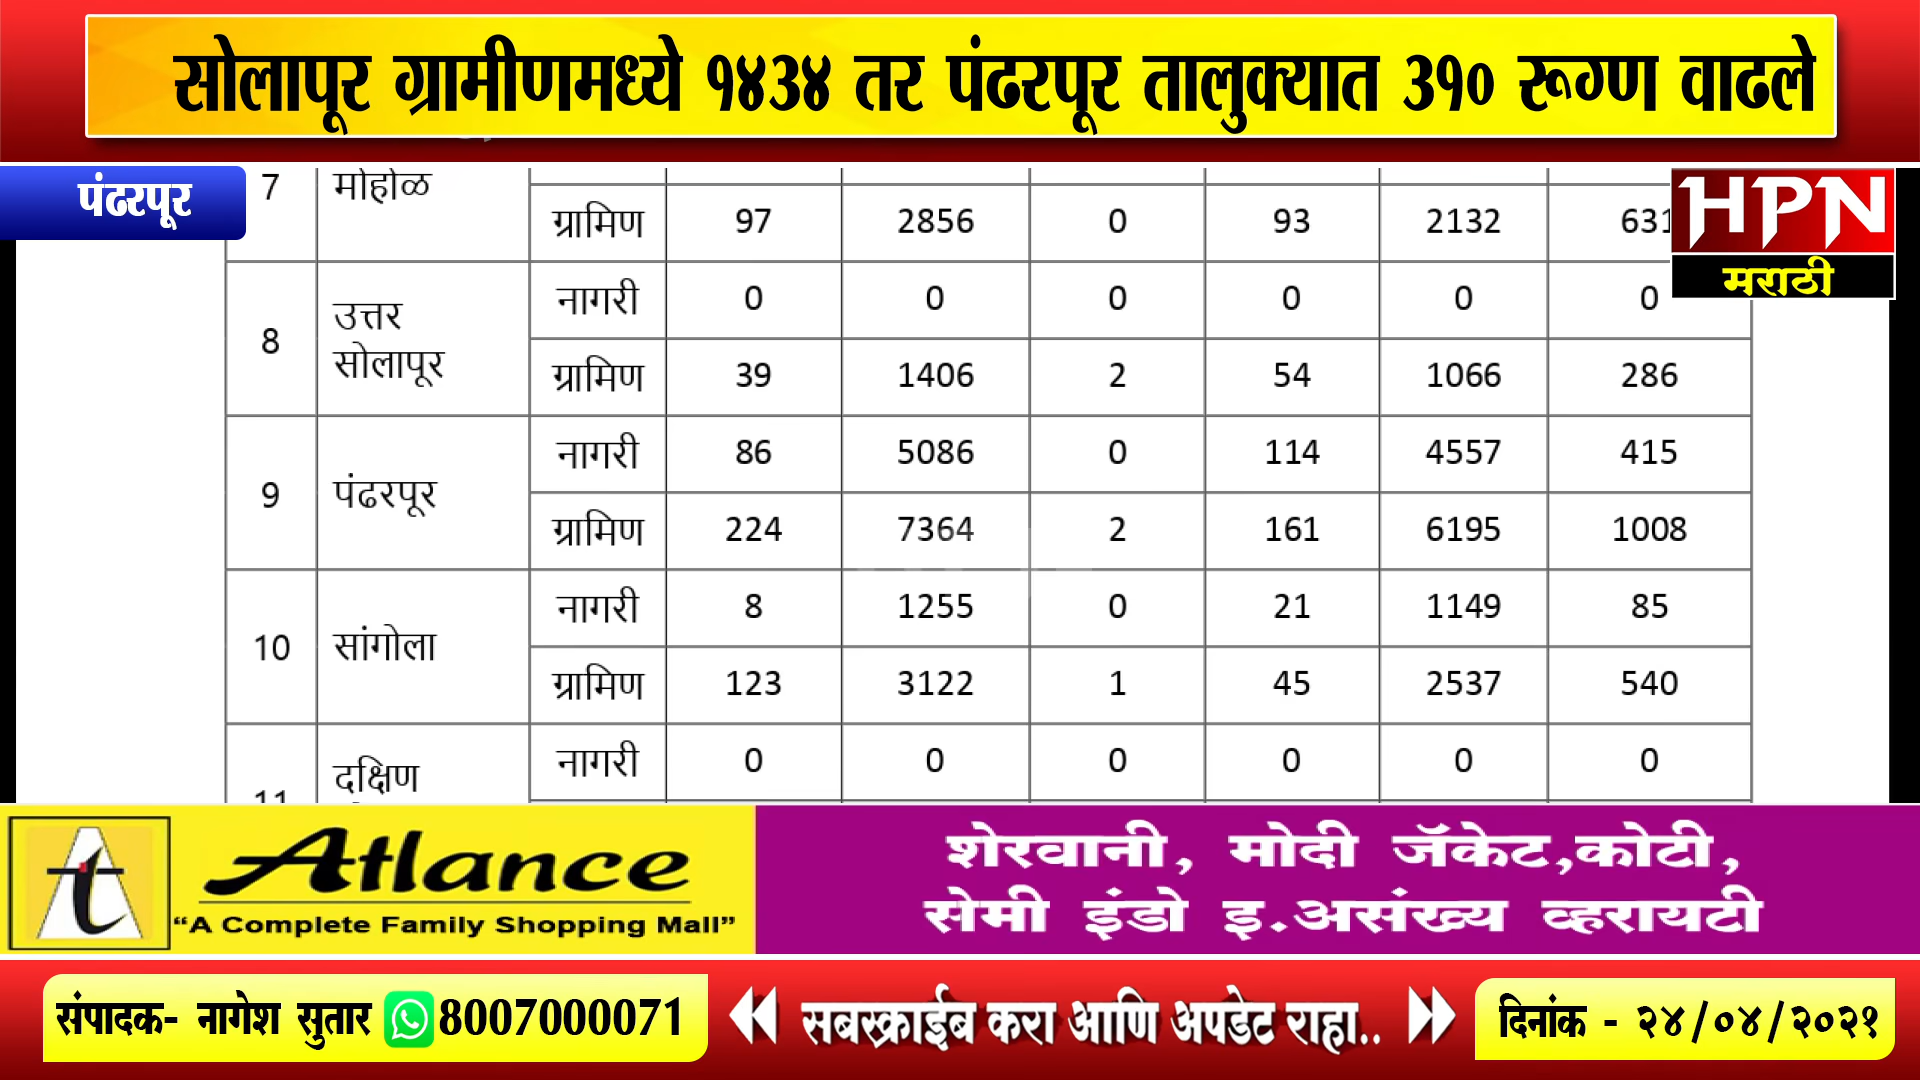 सोलापूर ग्रामीणमध्ये १४३४ तर पंढरपूर तालुक्यात ३१० रूग्ण वाढले
पंढरपूर
HPN
मराठी
7 मोहोळ
ग्रामिण 97 2856 0 93 2132 631
8 उत्तर सोलापूर
नागरी 0 0 0 0 0 0
ग्रामिण 39 1406 2 54 1066 286
9 पंढरपूर
नागरी 86 5086 0 114 4557 415
ग्रामिण 224 7364 2 161 6195 1008
10 सांगोला
नागरी 8 1255 0 21 1149 85
ग्रामिण 123 3122 1 45 2537 540
11 दक्षिण
नागरी 0 0 0 0 0 0
At
Atlance
“A Complete Family Shopping Mall”
शेरवानी, मोदी जॅकेट,कोटी,
सेमी इंडो इ.असंख्य व्हरायटी
संपादक- नागेश सुतार 8007000071
सबस्क्राईब करा आणि अपडेट राहा..
दिनांक - २४/०४/२०२१